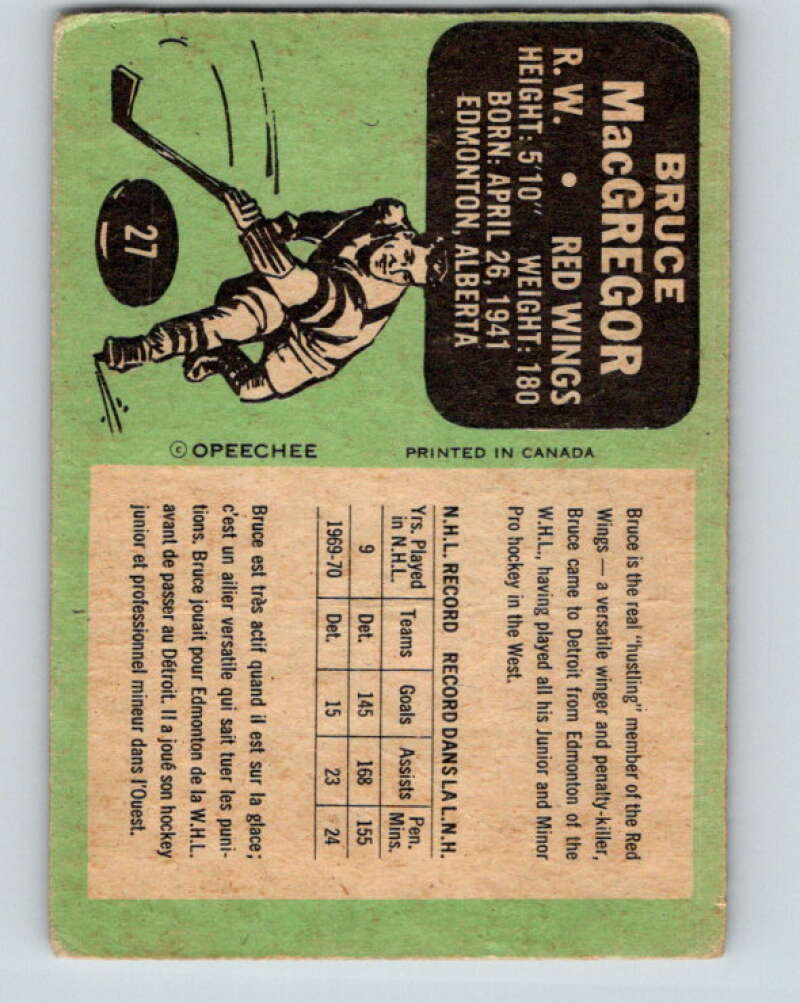 BRUCE
MacGREGOR
R. W. • RED WINGS
HEIGHT: 5'10" WEIGHT: 180
BORN: APRIL 26, 1941
EDMONTON, ALBERTA
27
© OPEECHEE
PRINTED IN CANADA
Bruce is the real "hustling" member of the Red
Wings — a versatile winger and penalty-killer,
Bruce came to Detroit from Edmonton of the
W.H.L., having played all his Junior and Minor
Pro hockey in the West.
N.H.L. RECORD RECORD DANS LA L.N.H.
Yrs. Played in N.H.L. Teams Goals Assists Pen. Mins.
9 Det. 145 168 155
1969-70 Det. 15 23 24
Bruce est très actif quand il est sur la glace;
c'est un ailier versatile qui sait tuer les puni-
tions. Bruce jouait pour Edmonton de la W.H.L.
avant de passer au Détroit. Il a joué son hockey
junior et professionnel mineur dans l'Ouest.